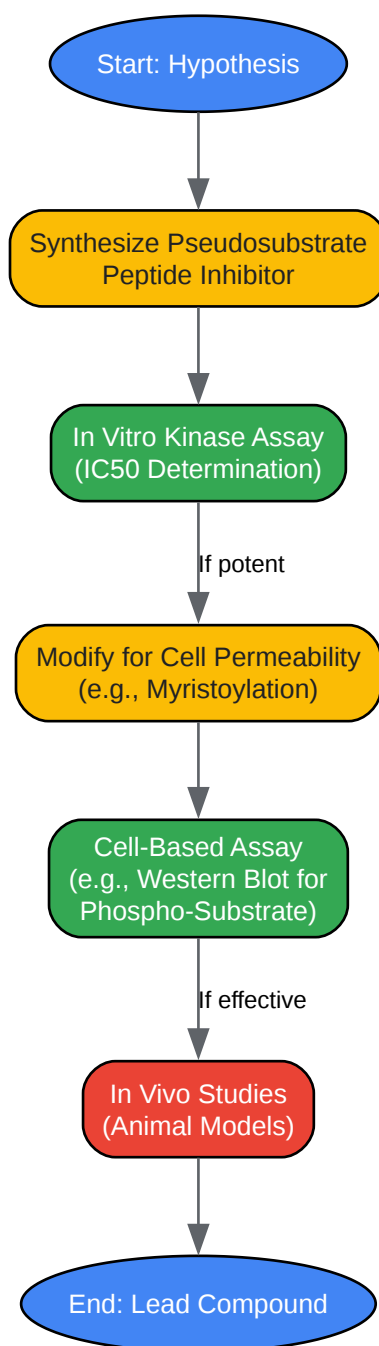 Start: Hypothesis
Synthesize Pseudosubstrate
Peptide Inhibitor
In Vitro Kinase Assay
(IC50 Determination)
If potent
Modify for Cell Permeability
(e.g., Myristoylation)
Cell-Based Assay
(e.g., Western Blot for
Phospho-Substrate)
If effective
In Vivo Studies
(Animal Models)
End: Lead Compound